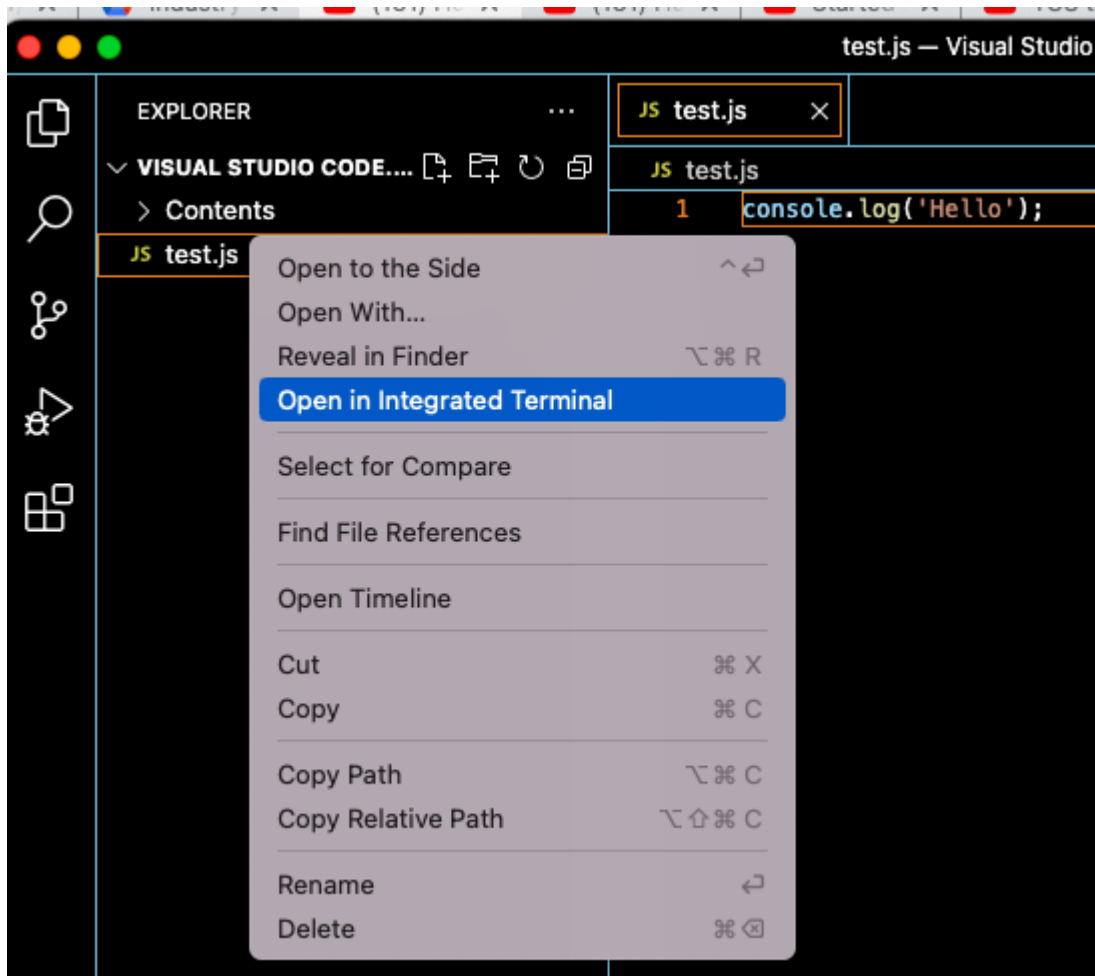 test.js — Visual Studio
EXPLORER ...
JS test.js ×
VISUAL STUDIO CODE....
JS test.js
> Contents
1 console.log('Hello');
JS test.js
Open to the Side ^⏎
Open With...
Reveal in Finder ⌥⌘ R
Open in Integrated Terminal
Select for Compare
Find File References
Open Timeline
Cut ⌘ X
Copy ⌘ C
Copy Path ⌥⌘ C
Copy Relative Path ⌥⇧⌘ C
Rename ⏎
Delete ⌘⌫